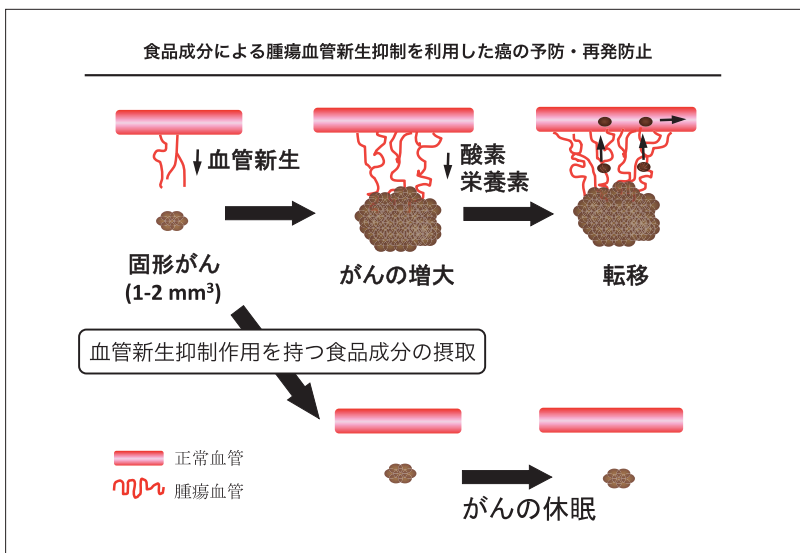 食品成分による腫瘍血管新生抑制を利用した癌の予防・再発防止
血管新生
酸素
栄養素
固形がん
(1-2 mm³)
がんの増大
転移
血管新生抑制作用を持つ食品成分の摂取
正常血管
腫瘍血管
がんの休眠